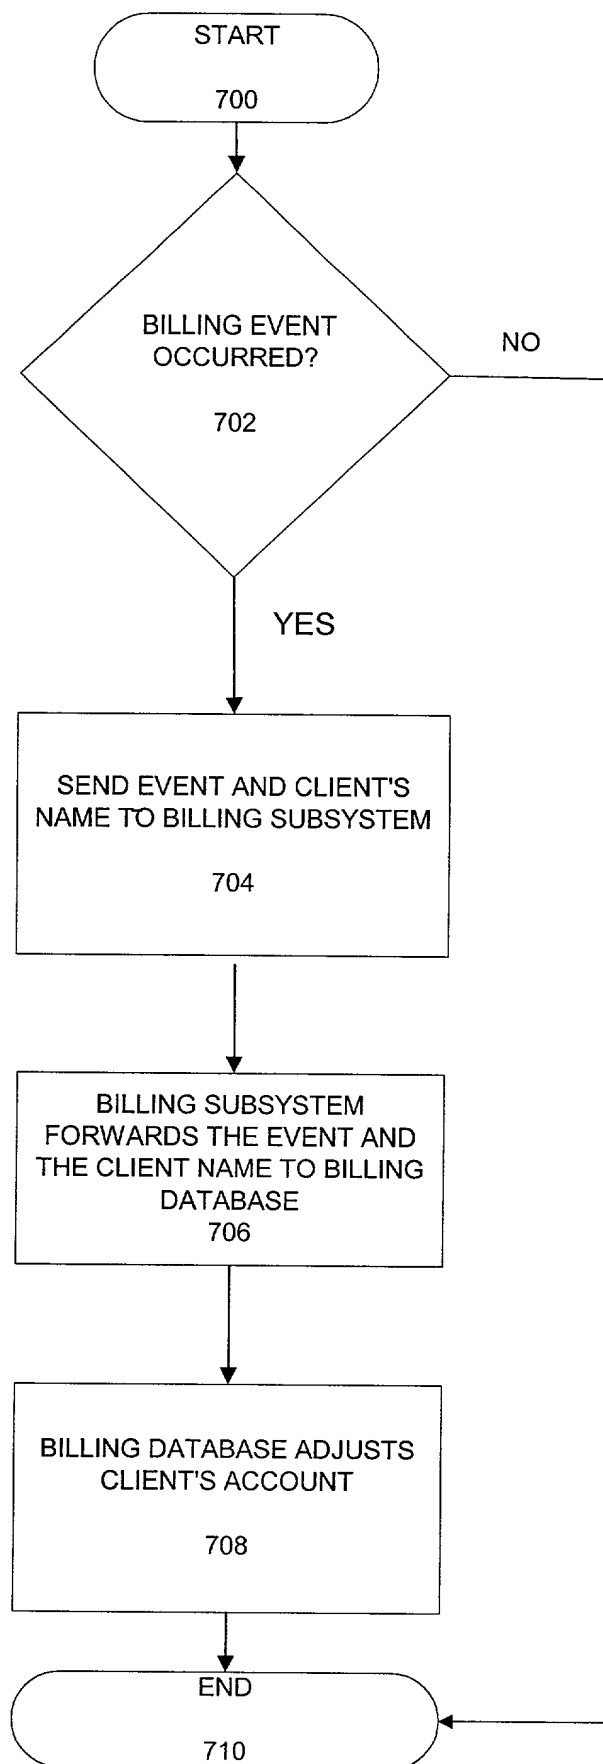 START
700
BILLING EVENT
OCCURRED?
702
NO
YES
SEND EVENT AND CLIENT'S
NAME TO BILLING SUBSYSTEM
704
BILLING SUBSYSTEM
FORWARDS THE EVENT AND
THE CLIENT NAME TO BILLING
DATABASE
706
BILLING DATABASE ADJUSTS
CLIENT'S ACCOUNT
708
END
710